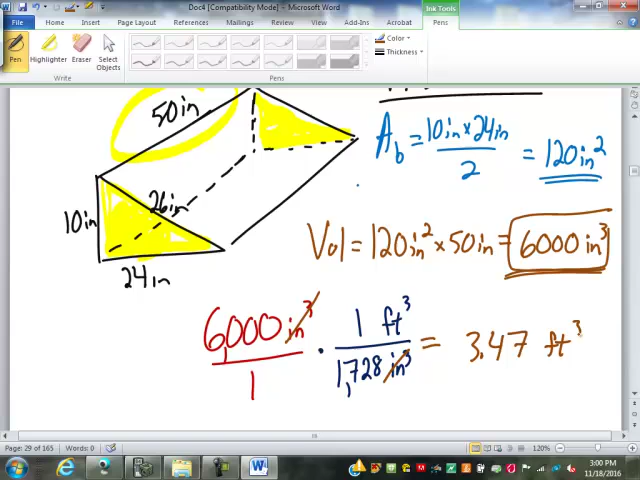 Doc4 [Compatibility Mode] - Microsoft Word
Ink Tools
File Home Insert Page Layout References Mailings Review View Add-Ins Acrobat Pens
Pen Highlighter Eraser Select Objects
Color
Thickness
Write Pens
50in
A_b = 10in x 24in / 2 = 120in²
10in
26in
24in
Vol = 120in² x 50in = 6000 in³
6,000 in³ / 1 · 1 ft³ / 1,728 in³ = 3.47 ft³
Page: 29 of 165 Words: 0 120%
3:00 PM
11/18/2016